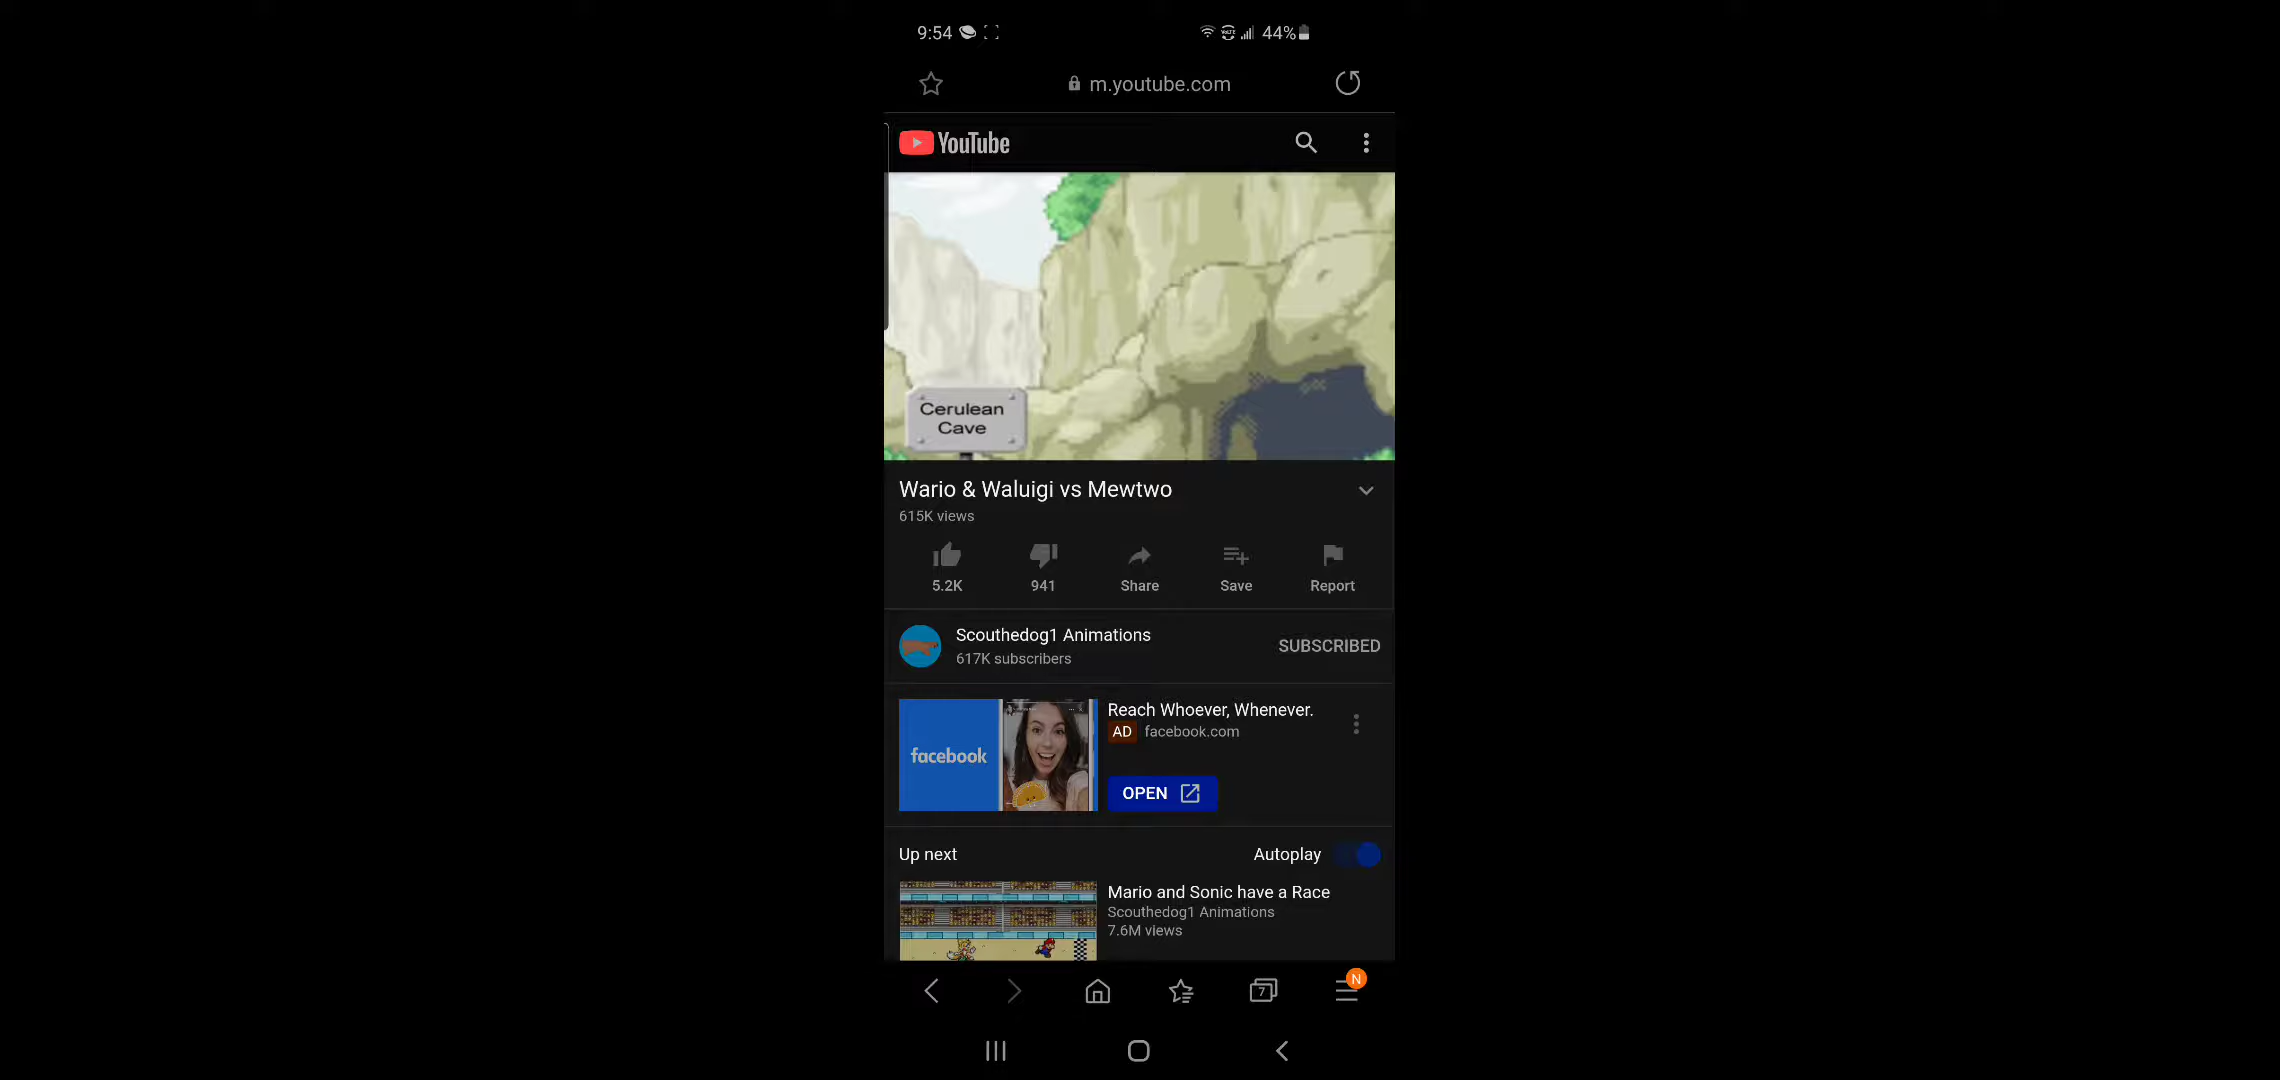 9:54 44%
m.youtube.com
YouTube
Cerulean
Cave
Wario & Waluigi vs Mewtwo
615K views
5.2K 941 Share Save Report
Scouthedog1 Animations
617K subscribers
SUBSCRIBED
facebook
Reach Whoever, Whenever.
AD facebook.com
OPEN
Up next Autoplay
Mario and Sonic have a Race
Scouthedog1 Animations
7.6M views
7
N